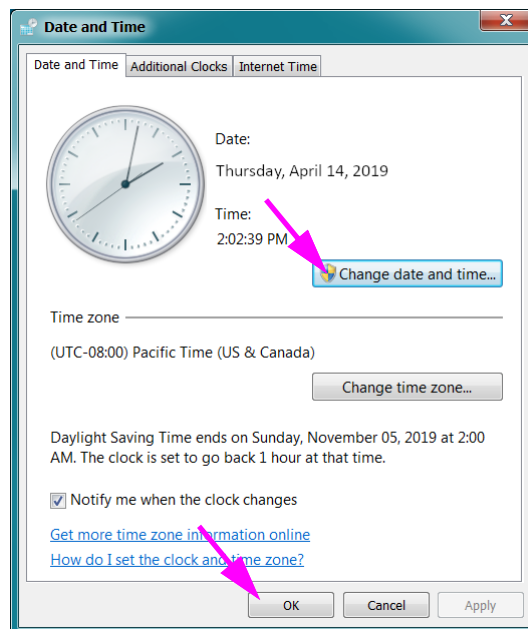 Date and Time
Date and Time Additional Clocks Internet Time
Date:
Thursday, April 14, 2019
Time:
2:02:39 PM
Change date and time...
Time zone
(UTC-08:00) Pacific Time (US & Canada)
Change time zone...
Daylight Saving Time ends on Sunday, November 05, 2019 at 2:00
AM. The clock is set to go back 1 hour at that time.
Notify me when the clock changes
Get more time zone information online
How do I set the clock and time zone?
OK Cancel Apply